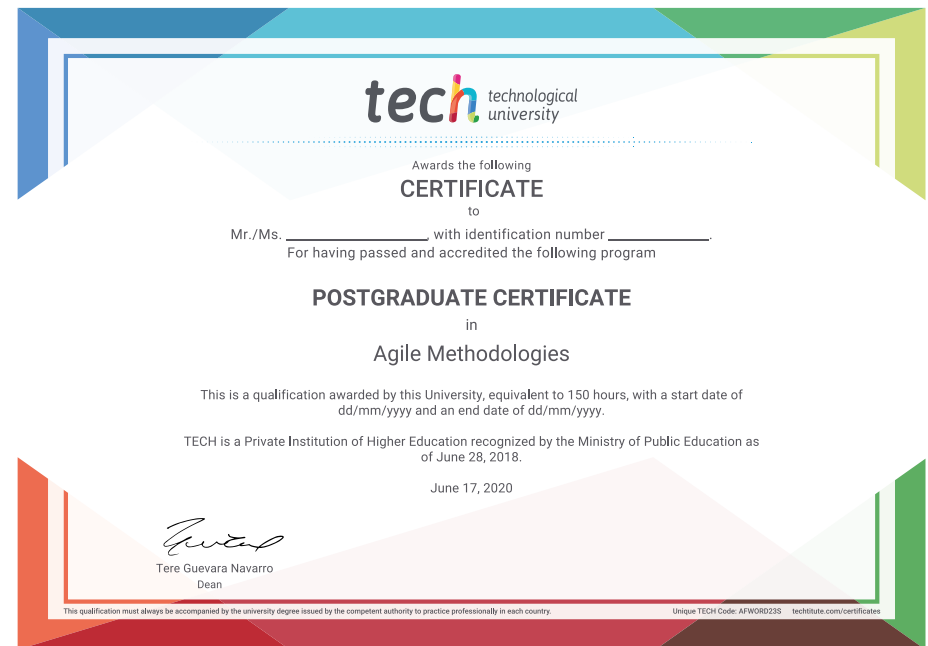 tech technological
university
Awards the following
CERTIFICATE
to
Mr./Ms. ____________________, with identification number ______________.
For having passed and accredited the following program
POSTGRADUATE CERTIFICATE
in
Agile Methodologies
This is a qualification awarded by this University, equivalent to 150 hours, with a start date of
dd/mm/yyyy and an end date of dd/mm/yyyy.
TECH is a Private Institution of Higher Education recognized by the Ministry of Public Education as
of June 28, 2018.
June 17, 2020
Tere Guevara Navarro
Dean
This qualification must always be accompanied by the university degree issued by the competent authority to practice professionally in each country. Unique TECH Code: AFWORD23S techtitute.com/certificates